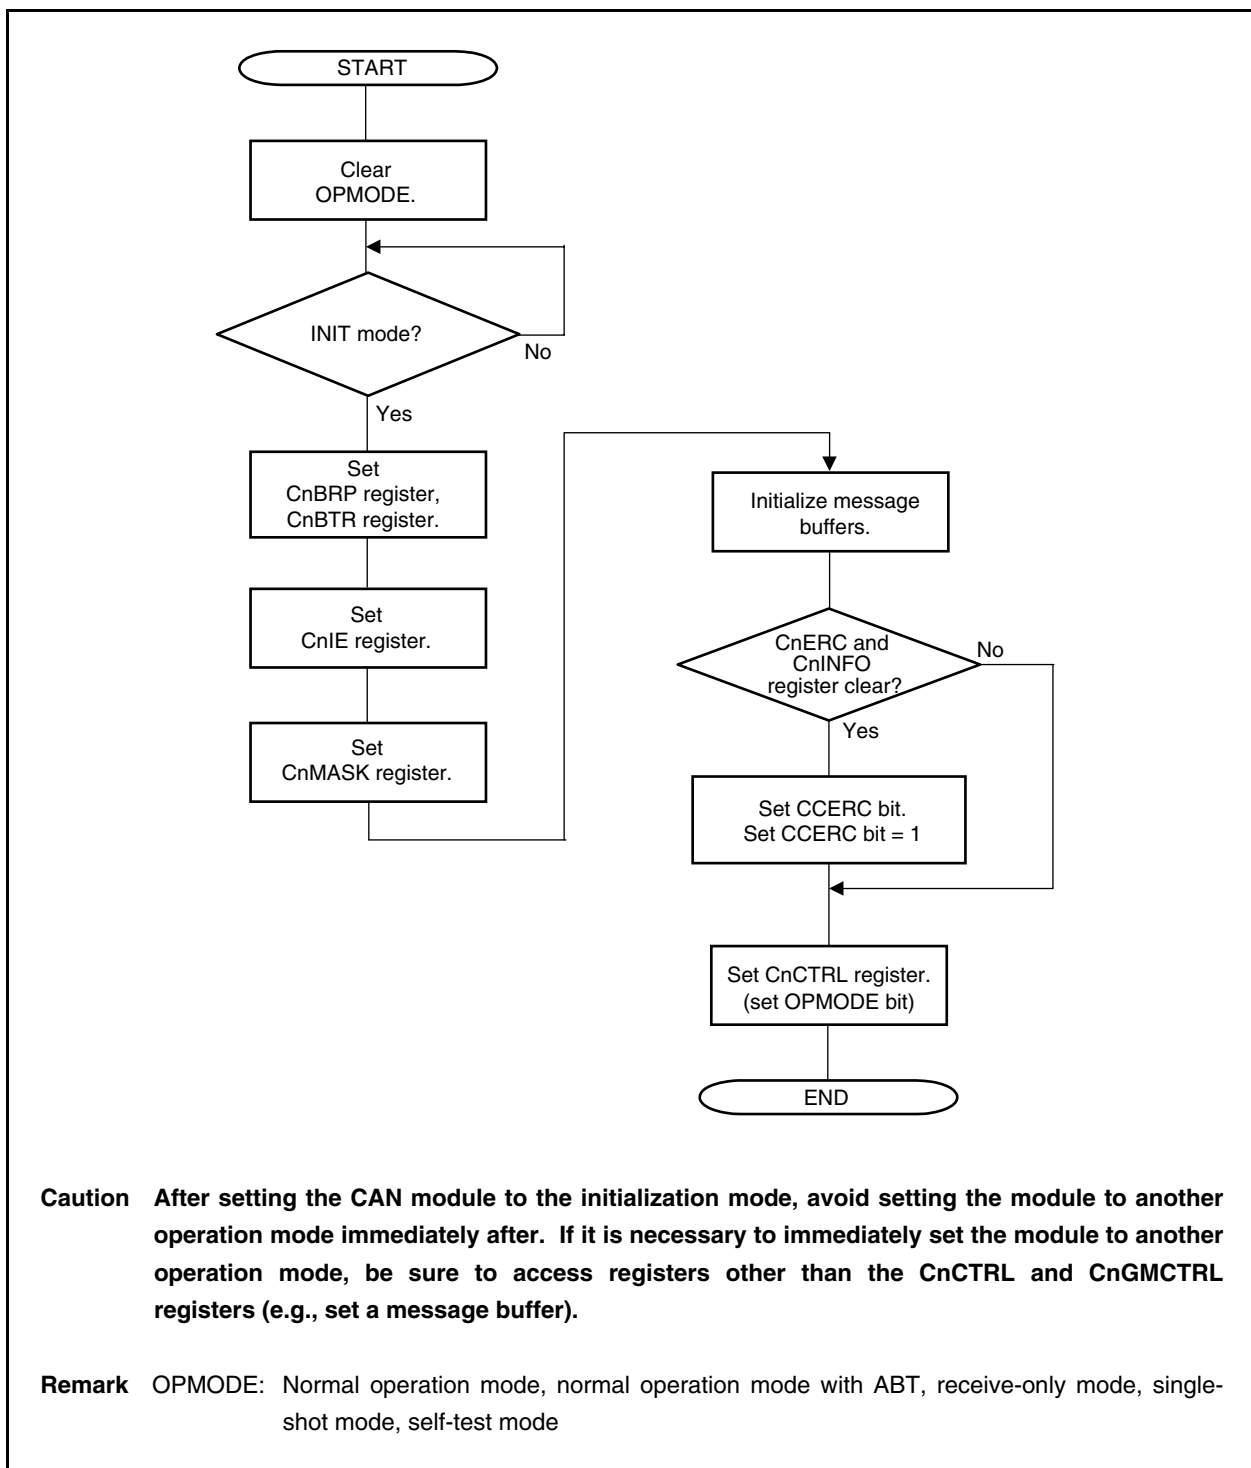 START
Clear
OPMODE.
INIT mode?
No
Yes
Set
CnBRP register,
CnBTR register.
Set
CnIE register.
Set
CnMASK register.
Initialize message
buffers.
CnERC and
CnINFO
register clear?
No
Yes
Set CCERC bit.
Set CCERC bit = 1
Set CnCTRL register.
(set OPMODE bit)
END
Caution After setting the CAN module to the initialization mode, avoid setting the module to another
operation mode immediately after. If it is necessary to immediately set the module to another
operation mode, be sure to access registers other than the CnCTRL and CnGMCTRL
registers (e.g., set a message buffer).
Remark OPMODE: Normal operation mode, normal operation mode with ABT, receive-only mode, single-
shot mode, self-test mode